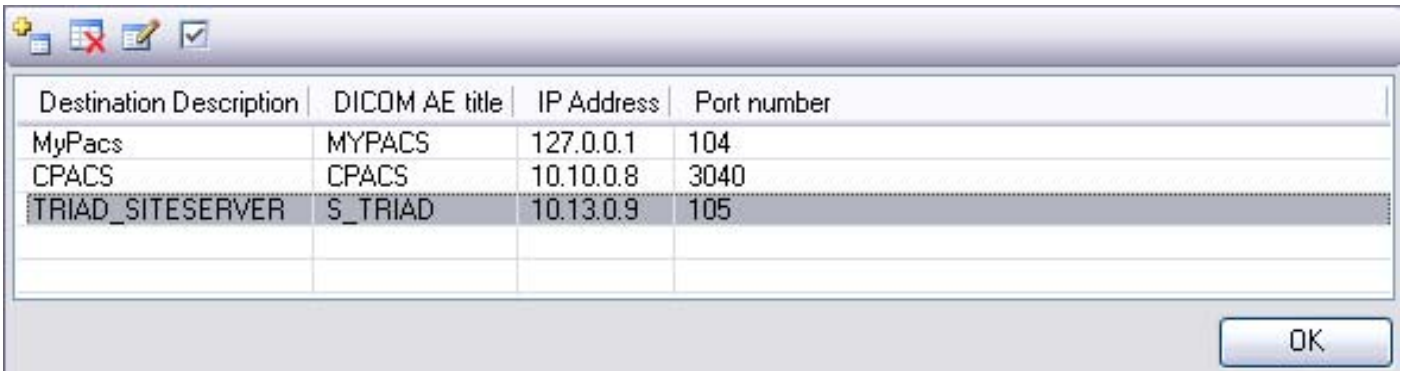 Destination Description DICOM AE title IP Address Port number
MyPacs MYPACS 127.0.0.1 104
CPACS CPACS 10.10.0.8 3040
TRIAD_SITESERVER S_TRIAD 10.13.0.9 105
OK